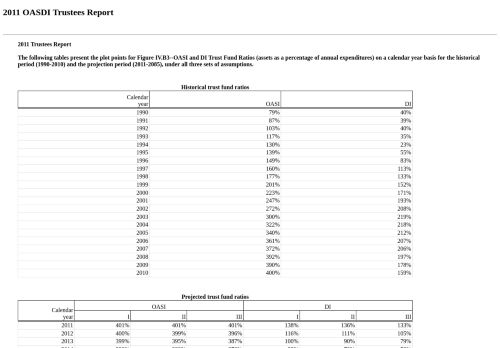 2011 OASDI Trustees Report
2011 Trustees Report
The following tables present the plot points for Figure IV.B3--OASI and DI Trust Fund Ratios (assets as a percentage of annual expenditures) on a calendar year basis for the historical
period (1990-2010) and the projection period (2011-2085), under all three sets of assumptions.
Historical trust fund ratios
Calendar
year OASI DI
1990 79% 40%
1991 87% 39%
1992 103% 40%
1993 117% 35%
1994 130% 23%
1995 139% 55%
1996 149% 83%
1997 160% 113%
1998 177% 133%
1999 201% 152%
2000 223% 171%
2001 247% 193%
2002 272% 208%
2003 300% 219%
2004 322% 218%
2005 340% 212%
2006 361% 207%
2007 372% 206%
2008 392% 197%
2009 390% 178%
2010 400% 159%
Projected trust fund ratios
Calendar OASI DI
year I II III I II III
2011 401% 401% 401% 138% 136% 133%
2012 400% 399% 396% 116% 111% 105%
2013 399% 395% 387% 100% 90% 79%